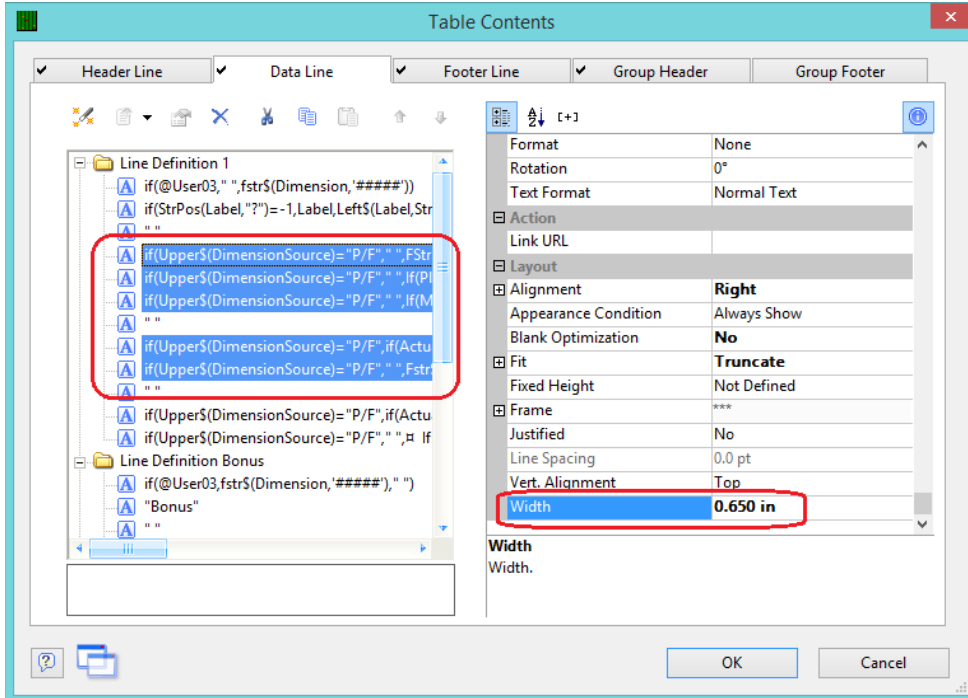 Table Contents
Header Line
Data Line
Footer Line
Group Header
Group Footer
Line Definition 1
if(@User03," ",fstr$(Dimension,'#####'))
if(StrPos(Label,"?")=-1,Label,Left$(Label,Str
" "
if(Upper$(DimensionSource)="P/F"," ",FStr
if(Upper$(DimensionSource)="P/F"," ",If(Pl
if(Upper$(DimensionSource)="P/F"," ",If(M
" "
if(Upper$(DimensionSource)="P/F",if(Actu
if(Upper$(DimensionSource)="P/F"," ",Fstr$
" "
if(Upper$(DimensionSource)="P/F",if(Actu
if(Upper$(DimensionSource)="P/F"," ",¤ If
Line Definition Bonus
if(@User03,fstr$(Dimension,'#####')," ")
"Bonus"
" "
Format None
Rotation 0°
Text Format Normal Text
Action
Link URL
Layout
Alignment Right
Appearance Condition Always Show
Blank Optimization No
Fit Truncate
Fixed Height Not Defined
Frame ***
Justified No
Line Spacing 0.0 pt
Vert. Alignment Top
Width 0.650 in
Width
Width.
OK
Cancel